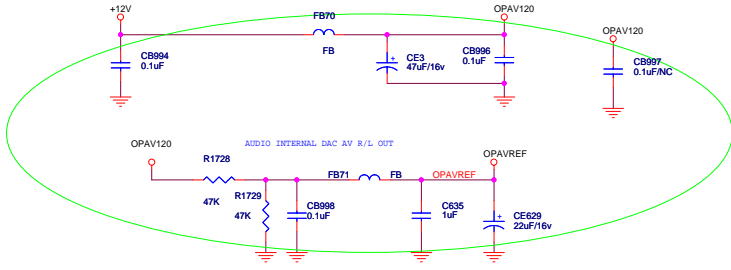 +12V
FB70
OPAV120
OPAV120
FB
CB994
0.1uF
CE3
47uF/16v
CB996
0.1uF
CB997
0.1uF/NC
AUDIO INTERNAL DAC AV R/L OUT
OPAV120
OPAVREF
R1728
FB71
FB
OPAVREF
47K
R1729
47K
CB998
0.1uF
C635
1uF
CE629
22uF/16v